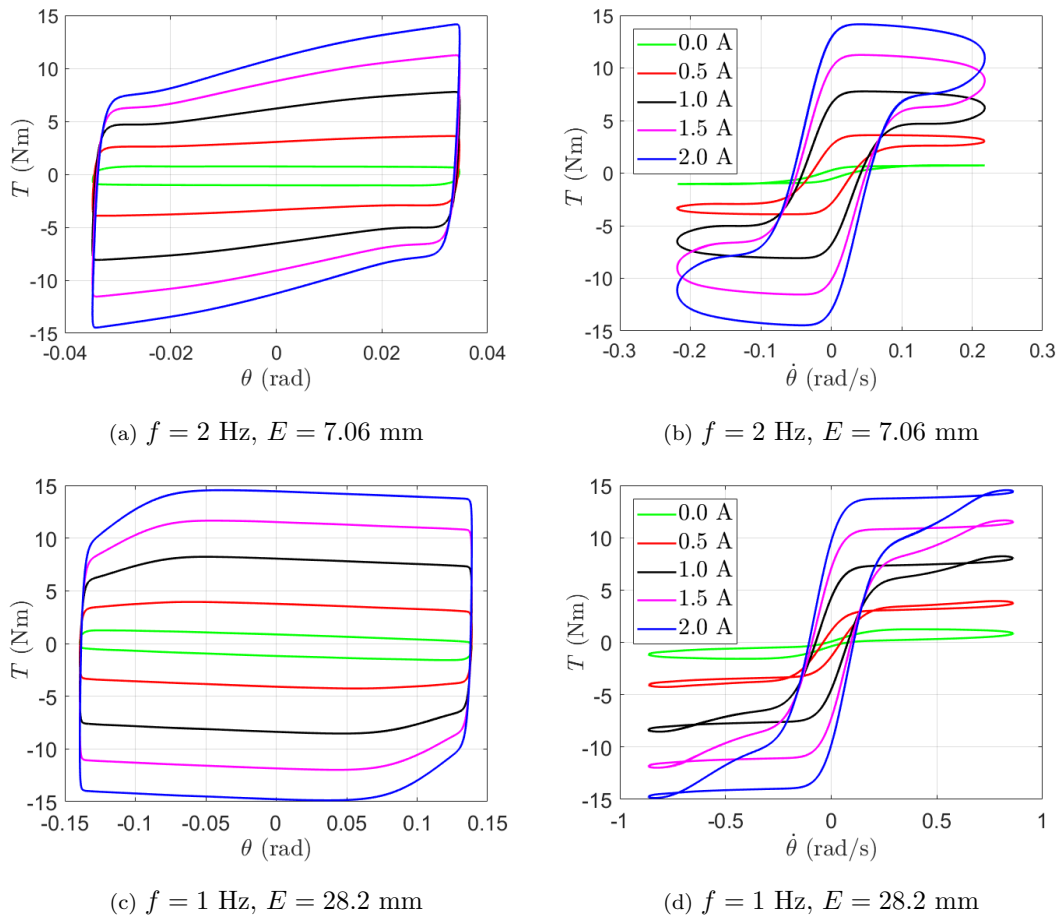 15
10
5
0
-5
-10
-15
T (Nm)
-0.04 -0.02 0 0.02 0.04
θ (rad)
(a) f = 2 Hz, E = 7.06 mm
15
10
5
0
-5
-10
-15
T (Nm)
0.0 A
0.5 A
1.0 A
1.5 A
2.0 A
-0.3 -0.2 -0.1 0 0.1 0.2 0.3
θ̇ (rad/s)
(b) f = 2 Hz, E = 7.06 mm
15
10
5
0
-5
-10
-15
T (Nm)
-0.15 -0.1 -0.05 0 0.05 0.1 0.15
θ (rad)
(c) f = 1 Hz, E = 28.2 mm
15
10
5
0
-5
-10
-15
T (Nm)
0.0 A
0.5 A
1.0 A
1.5 A
2.0 A
-1 -0.5 0 0.5 1
θ̇ (rad/s)
(d) f = 1 Hz, E = 28.2 mm